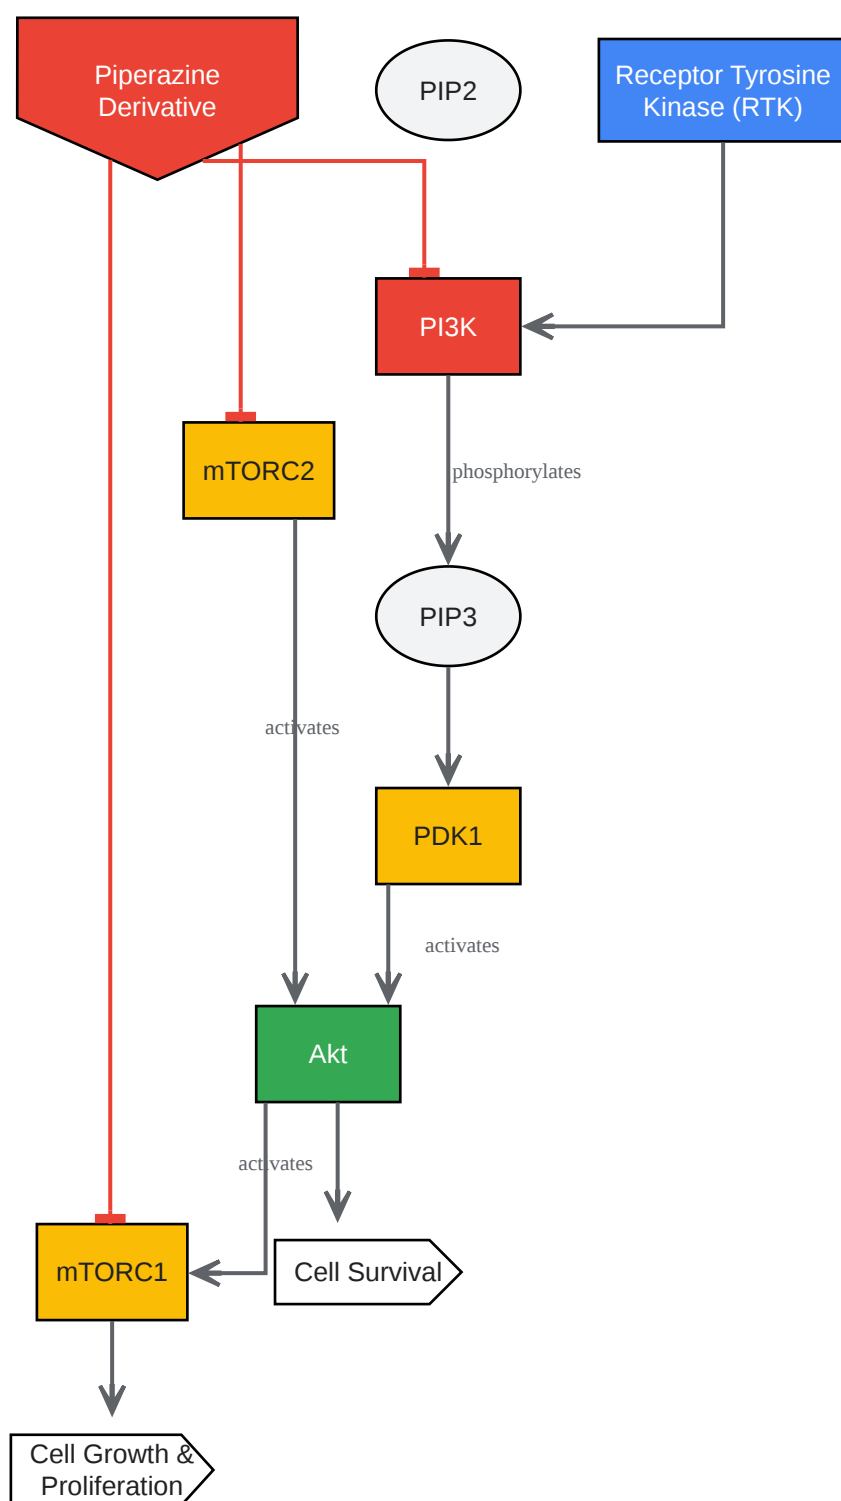 Piperazine
Derivative
PIP2
Receptor Tyrosine
Kinase (RTK)
PI3K
mTORC2
phosphorylates
PIP3
activates
PDK1
activates
Akt
activates
mTORC1
Cell Survival
Cell Growth &
Proliferation